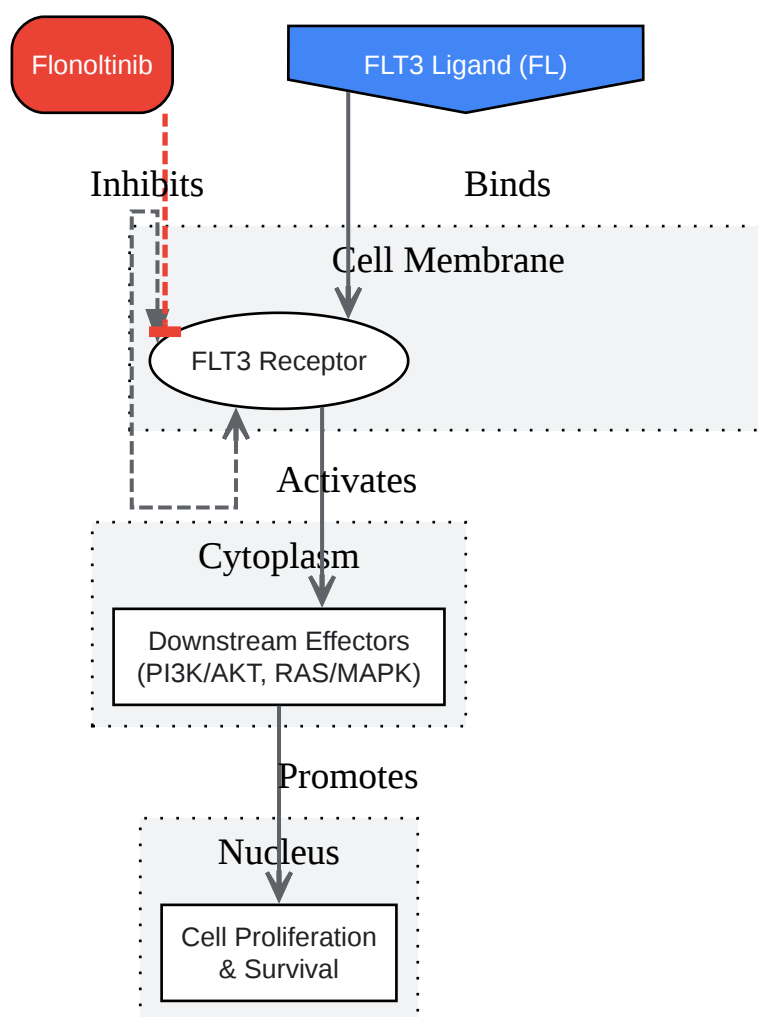 Flonoltinib
FLT3 Ligand (FL)
Inhibits
Binds
Cell Membrane
FLT3 Receptor
Activates
Cytoplasm
Downstream Effectors
(PI3K/AKT, RAS/MAPK)
Promotes
Nucleus
Cell Proliferation
& Survival